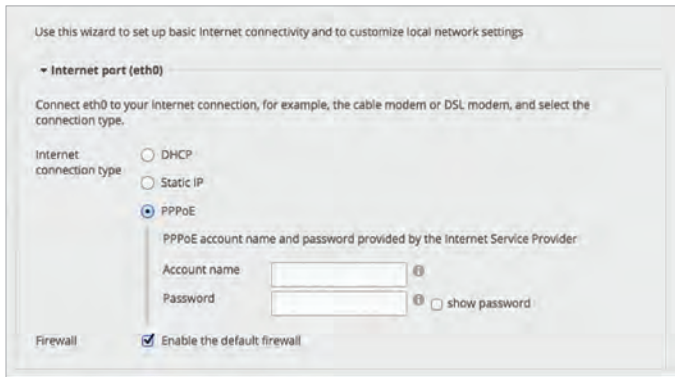 Use this wizard to set up basic Internet connectivity and to customize local network settings
Internet port (eth0)
Connect eth0 to your Internet connection, for example, the cable modem or DSL modem, and select the
connection type.
Internet
connection type
DHCP
Static IP
PPPoE
PPPoE account name and password provided by the Internet Service Provider
Account name
Password
show password
Firewall
Enable the default firewall